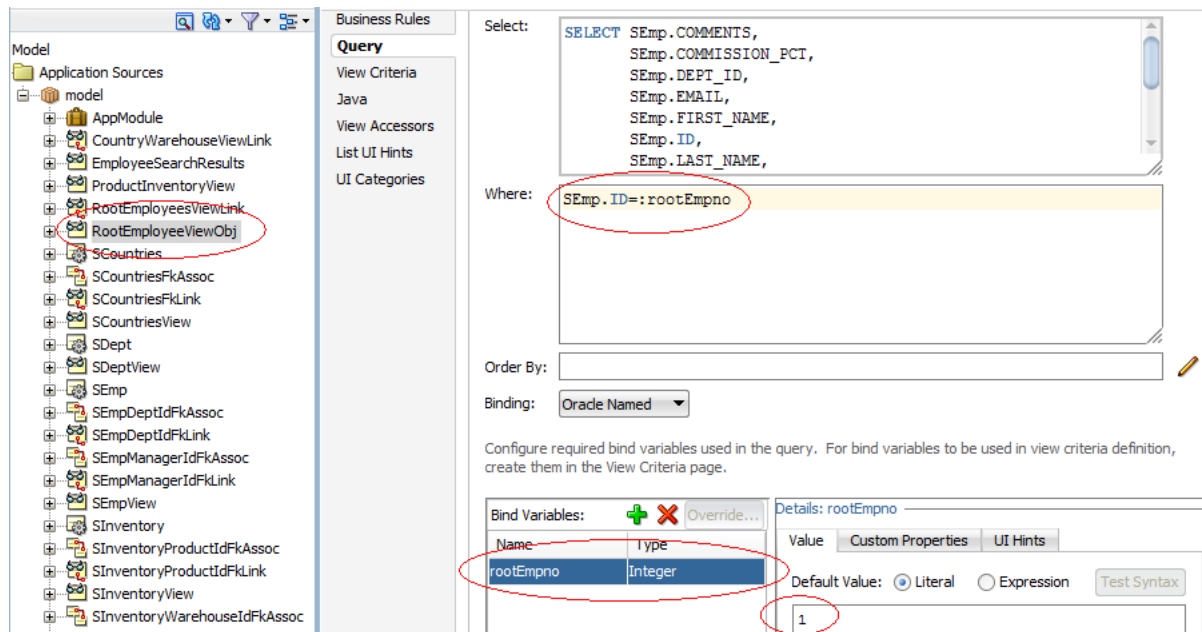 Model
Application Sources
model
AppModule
CountryWarehouseViewLink
EmployeeSearchResults
ProductInventoryView
RootEmployeesViewLink
RootEmployeeViewObj
SCountries
SCountriesFkAssoc
SCountriesFkLink
SCountriesView
SDept
SDeptView
SEmp
SEmpDeptIdFkAssoc
SEmpDeptIdFkLink
SEmpManagerIdFkAssoc
SEmpManagerIdFkLink
SEmpView
SInventory
SInventoryProductIdFkAssoc
SInventoryProductIdFkLink
SInventoryView
SInventoryWarehouseIdFkAssoc
Business Rules
Query
View Criteria
Java
View Accessors
List UI Hints
UI Categories
Select:
SELECT SEmp.COMMENTS,
SEmp.COMMISSION_PCT,
SEmp.DEPT_ID,
SEmp.EMAIL,
SEmp.FIRST_NAME,
SEmp.ID,
SEmp.LAST_NAME,
Where:
SEmp.ID=:rootEmpno
Order By:
Binding: Oracle Named
Configure required bind variables used in the query. For bind variables to be used in view criteria definition,
create them in the View Criteria page.
Bind Variables: Override...
Name Type
rootEmpno Integer
Details: rootEmpno
Value Custom Properties UI Hints
Default Value: Literal Expression Test Syntax
1